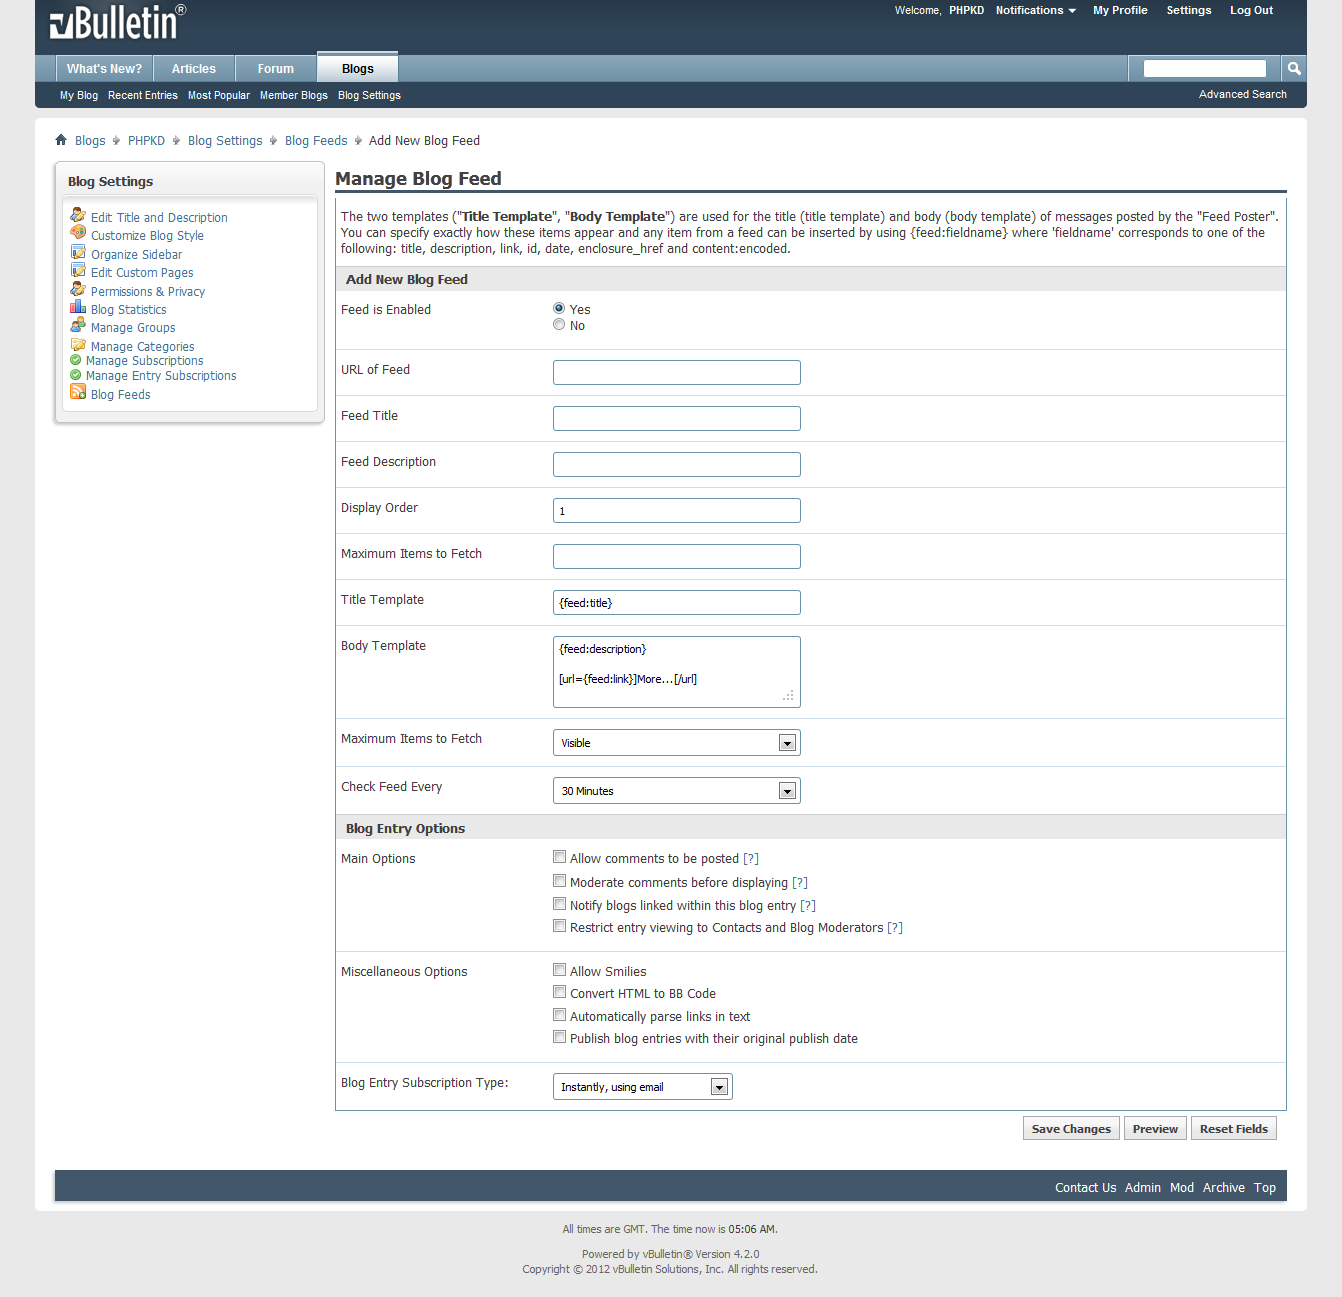 vBulletin®
Welcome, PHPKD Notifications My Profile Settings Log Out
What's New? Articles Forum Blogs
My Blog Recent Entries Most Popular Member Blogs Blog Settings Advanced Search
Blogs PHPKD Blog Settings Blog Feeds Add New Blog Feed
Blog Settings
Edit Title and Description
Customize Blog Style
Organize Sidebar
Edit Custom Pages
Permissions & Privacy
Blog Statistics
Manage Groups
Manage Categories
Manage Subscriptions
Manage Entry Subscriptions
Blog Feeds
Manage Blog Feed
The two templates ("Title Template", "Body Template") are used for the title (title template) and body (body template) of messages posted by the "Feed Poster".
You can specify exactly how these items appear and any item from a feed can be inserted by using {feed:fieldname} where 'fieldname' corresponds to one of the
following: title, description, link, id, date, enclosure_href and content:encoded.
Add New Blog Feed
Feed is Enabled Yes
No
URL of Feed
Feed Title
Feed Description
Display Order 1
Maximum Items to Fetch
Title Template {feed:title}
Body Template {feed:description}
[url={feed:link}]More...[/url]
Maximum Items to Fetch Visible
Check Feed Every 30 Minutes
Blog Entry Options
Main Options Allow comments to be posted [?]
Moderate comments before displaying [?]
Notify blogs linked within this blog entry [?]
Restrict entry viewing to Contacts and Blog Moderators [?]
Miscellaneous Options Allow Smilies
Convert HTML to BB Code
Automatically parse links in text
Publish blog entries with their original publish date
Blog Entry Subscription Type: Instantly, using email
Save Changes Preview Reset Fields
Contact Us Admin Mod Archive Top
All times are GMT. The time now is 05:06 AM.
Powered by vBulletin® Version 4.2.0
Copyright © 2012 vBulletin Solutions, Inc. All rights reserved.